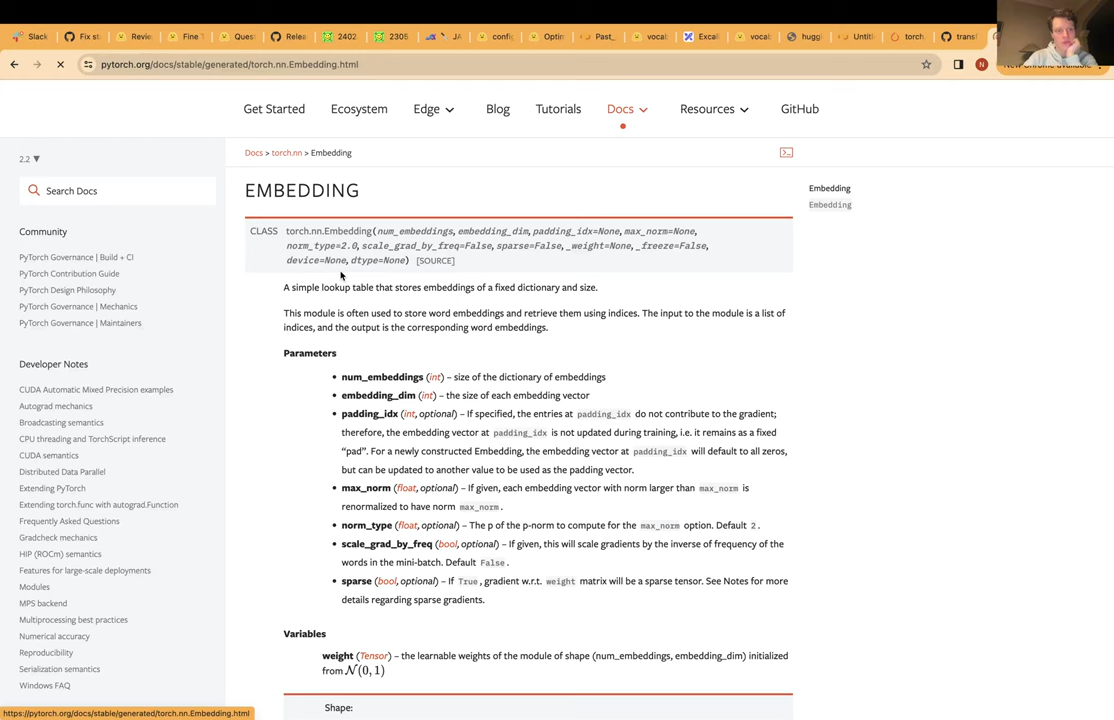 Slack
Fix st
Revie
Fine T
Ques
Relea
2402
2305
JA
config
Optin
Past_
vocab
Excal
vocab
huggi
Untitl
torch.
trans
pytorch.org/docs/stable/generated/torch.nn.Embedding.html
N
Get Started
Ecosystem
Edge
Blog
Tutorials
Docs
Resources
GitHub
2.2 ▼
Search Docs
Community
PyTorch Governance | Build + CI
PyTorch Contribution Guide
PyTorch Design Philosophy
PyTorch Governance | Mechanics
PyTorch Governance | Maintainers
Developer Notes
CUDA Automatic Mixed Precision examples
Autograd mechanics
Broadcasting semantics
CPU threading and TorchScript inference
CUDA semantics
Distributed Data Parallel
Extending PyTorch
Extending torch.func with autograd.Function
Frequently Asked Questions
Gradcheck mechanics
HIP (ROCm) semantics
Features for large-scale deployments
Modules
MPS backend
Multiprocessing best practices
Numerical accuracy
Reproducibility
Serialization semantics
Windows FAQ
https://pytorch.org/docs/stable/generated/torch.nn.Embedding.html
Docs > torch.nn > Embedding
EMBEDDING
CLASS torch.nn.Embedding(num_embeddings, embedding_dim, padding_idx=None, max_norm=None,
norm_type=2.0, scale_grad_by_freq=False, sparse=False, _weight=None, _freeze=False,
device=None, dtype=None) [SOURCE]
A simple lookup table that stores embeddings of a fixed dictionary and size.
This module is often used to store word embeddings and retrieve them using indices. The input to the module is a list of
indices, and the output is the corresponding word embeddings.
Parameters
• num_embeddings (int) – size of the dictionary of embeddings
• embedding_dim (int) – the size of each embedding vector
• padding_idx (int, optional) – If specified, the entries at padding_idx do not contribute to the gradient;
therefore, the embedding vector at padding_idx is not updated during training, i.e. it remains as a fixed
“pad”. For a newly constructed Embedding, the embedding vector at padding_idx will default to all zeros,
but can be updated to another value to be used as the padding vector.
• max_norm (float, optional) – If given, each embedding vector with norm larger than max_norm is
renormalized to have norm max_norm.
• norm_type (float, optional) – The p of the p-norm to compute for the max_norm option. Default 2.
• scale_grad_by_freq (bool, optional) – If given, this will scale gradients by the inverse of frequency of the
words in the mini-batch. Default False.
• sparse (bool, optional) – If True, gradient w.r.t. weight matrix will be a sparse tensor. See Notes for more
details regarding sparse gradients.
Variables
weight (Tensor) – the learnable weights of the module of shape (num_embeddings, embedding_dim) initialized
from N(0, 1)
Shape:
Embedding
Embedding